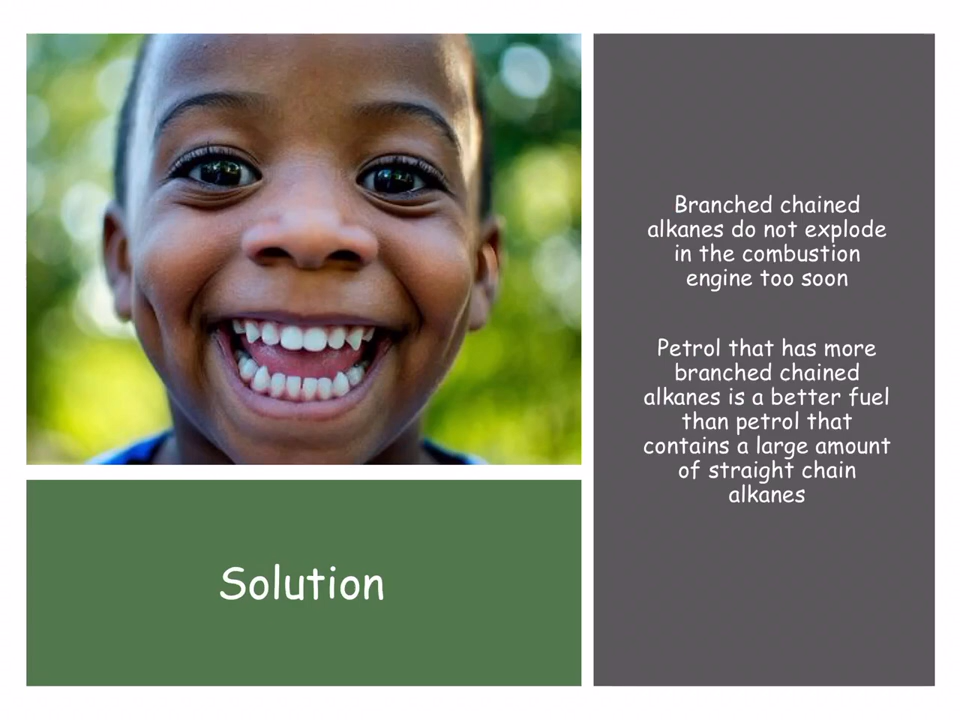 Branched chained
alkanes do not explode
in the combustion
engine too soon
Petrol that has more
branched chained
alkanes is a better fuel
than petrol that
contains a large amount
of straight chain
alkanes
Solution